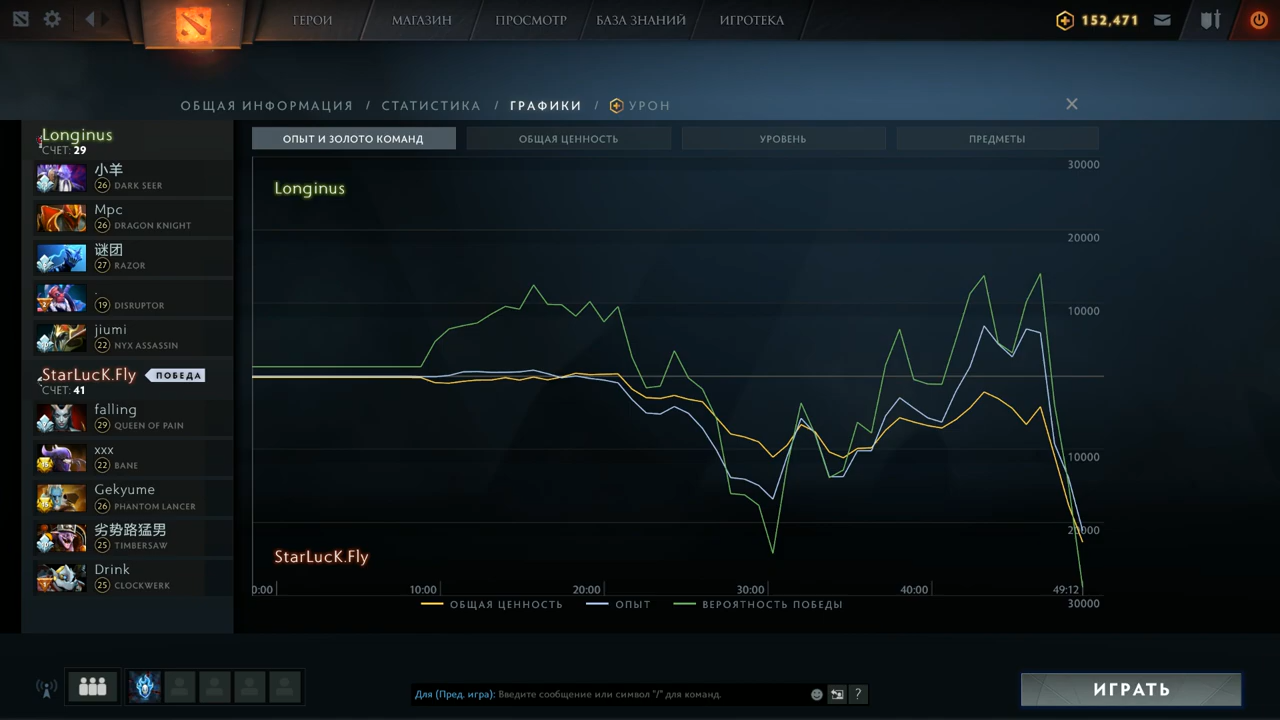 ГЕРОИ
МАГАЗИН
ПРОСМОТР
БАЗА ЗНАНИЙ
ИГРОТЕКА
152,471
ОБЩАЯ ИНФОРМАЦИЯ / СТАТИСТИКА / ГРАФИКИ / УРОН
Longinus
СЧЕТ: 29
小羊
26 DARK SEER
Mpc
26 DRAGON KNIGHT
谜团
27 RAZOR
.
19 DISRUPTOR
jiumi
22 NYX ASSASSIN
StarLucK.Fly ПОБЕДА
СЧЕТ: 41
falling
29 QUEEN OF PAIN
xxx
22 BANE
Gekyume
26 PHANTOM LANCER
劣势路猛男
25 TIMBERSAW
Drink
25 CLOCKWERK
ОПЫТ И ЗОЛОТО КОМАНД
ОБЩАЯ ЦЕННОСТЬ
УРОВЕНЬ
ПРЕДМЕТЫ
Longinus
30000
20000
10000
10000
20000
30000
StarLucK.Fly
0:00
10:00
20:00
30:00
40:00
49:12
ОБЩАЯ ЦЕННОСТЬ
ОПЫТ
ВЕРОЯТНОСТЬ ПОБЕДЫ
Для (Пред. игра): Введите сообщение или символ "/" для команд.
?
ИГРАТЬ